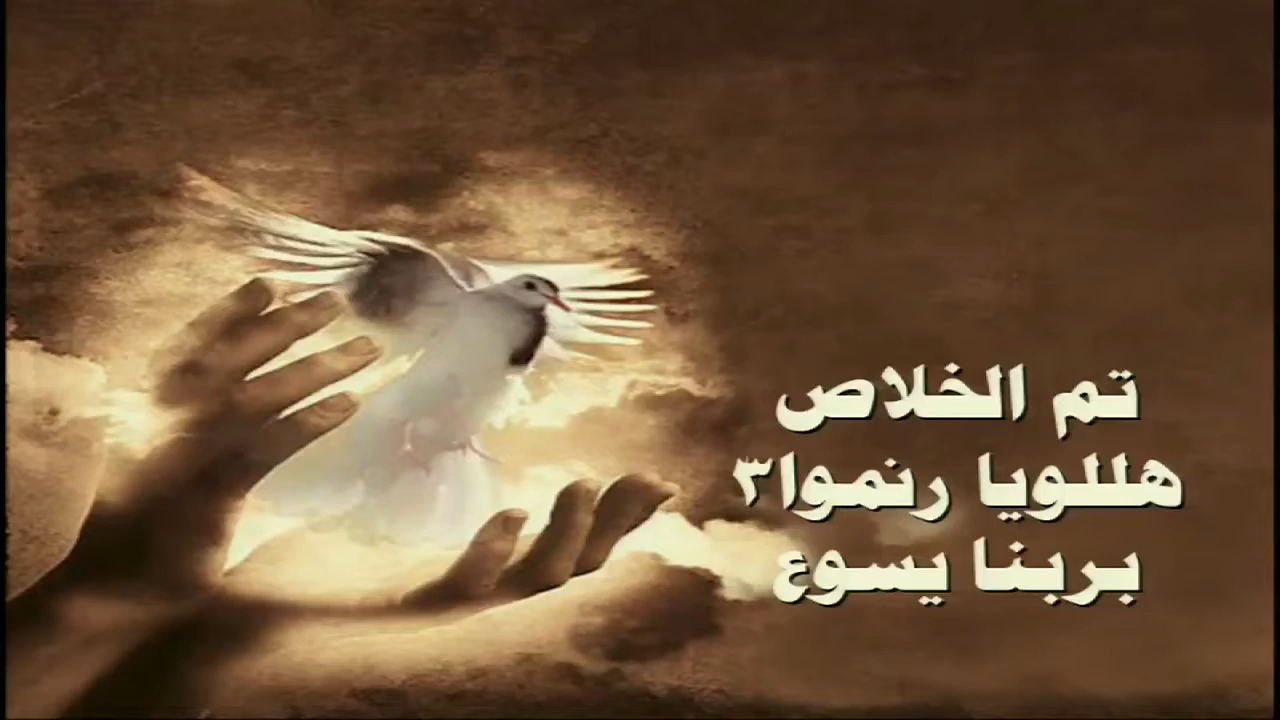 تم الخلاص
هللويا رنموا٣
بربنا يسوع